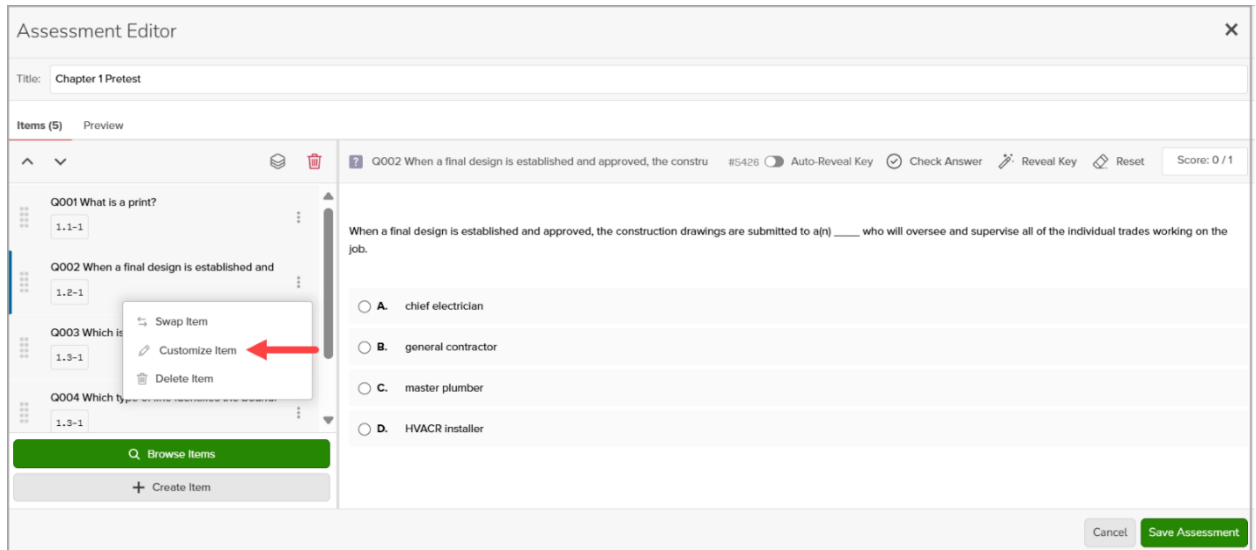 Assessment Editor
Title: Chapter 1 Pretest
Items (5) Preview
Q002 When a final design is established and approved, the constru #5426 Auto-Reveal Key Check Answer Reveal Key Reset Score: 0 / 1
Q001 What is a print?
1.1-1
Q002 When a final design is established and
1.2-1
Swap Item
Customize Item
Delete Item
Q003 Which is
1.3-1
Q004 Which
1.3-1
Browse Items
Create Item
When a final design is established and approved, the construction drawings are submitted to a(n) ____ who will oversee and supervise all of the individual trades working on the
job.
A. chief electrician
B. general contractor
C. master plumber
D. HVACR installer
Cancel Save Assessment